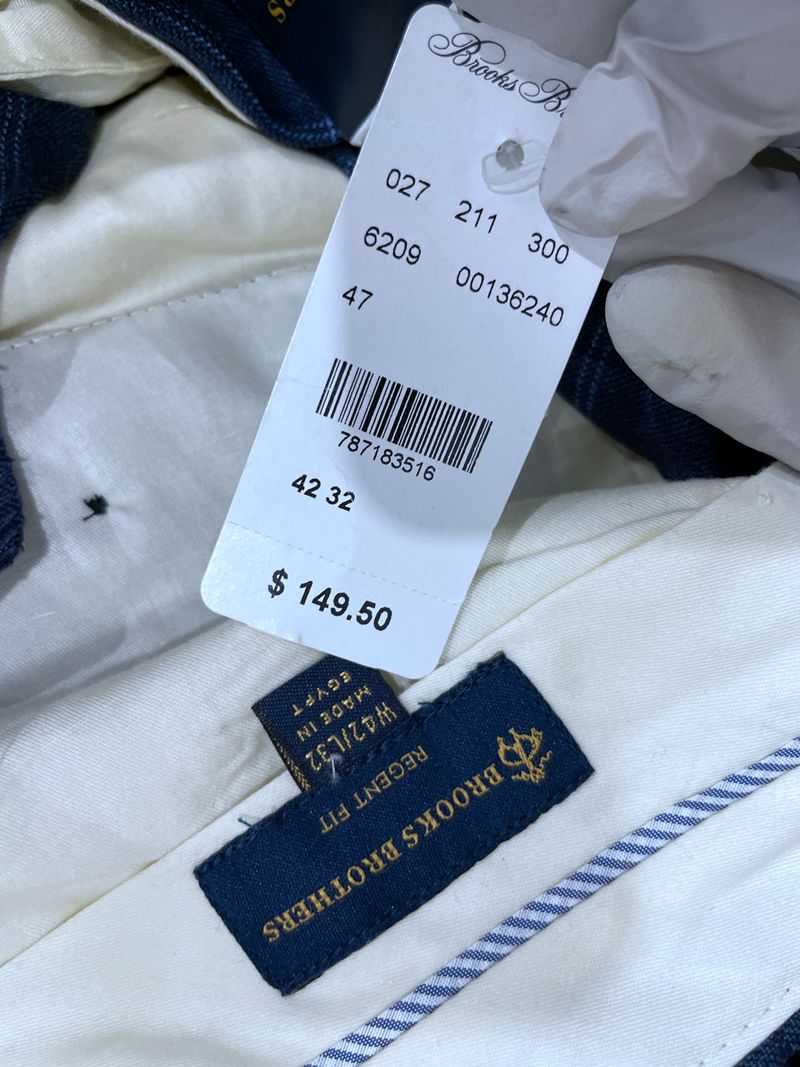 Brooks
027 211 300
6209 00136240
47
787183516
42 32
$ 149.50
W42/L32
MADE IN
EGYPT
BROOKS BROTHERS
REGENT FIT